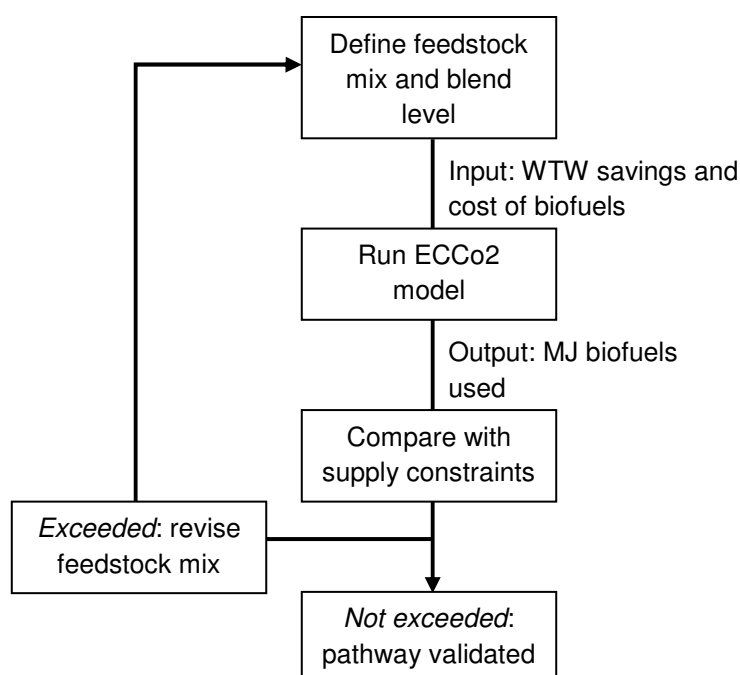 Define feedstock
mix and blend
level
Input: WTW savings and
cost of biofuels
Run ECCo2
model
Output: MJ biofuels
used
Compare with
supply constraints
Exceeded: revise
feedstock mix
Not exceeded:
pathway validated